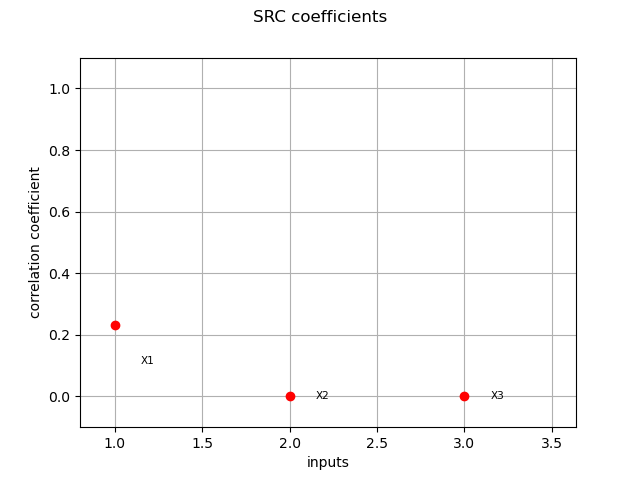 SRC coefficients
correlation coefficient
1.0
0.8
0.6
0.4
0.2
0.0
X1
X2
X3
1.0 1.5 2.0 2.5 3.0 3.5
inputs